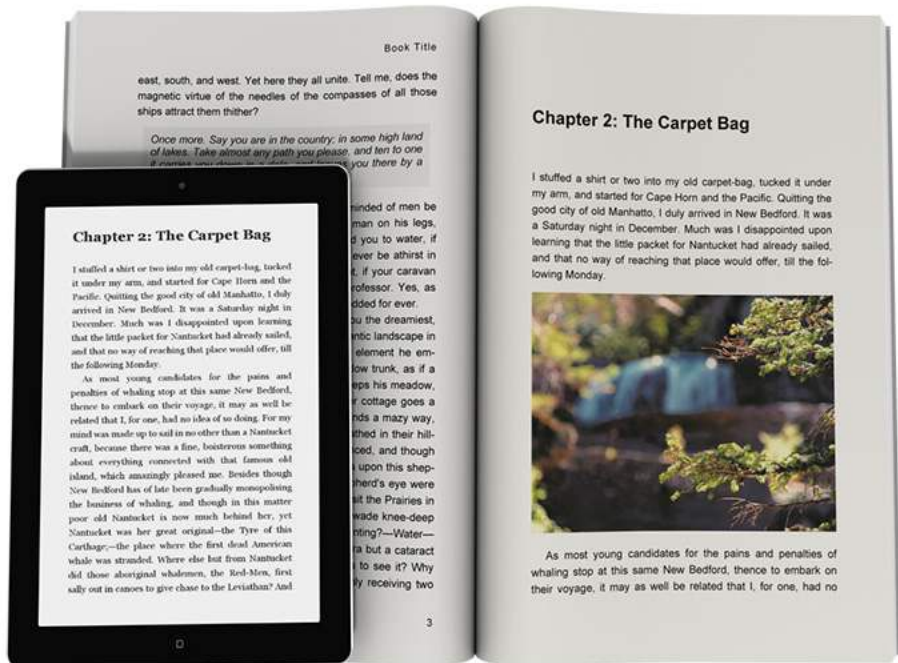 Book Title
east, south, and west. Yet here they all unite. Tell me, does the
magnetic virtue of the needles of the compasses of all those
ships attract them thither?
Once more. Say you are in the country; in some high land
of lakes. Take almost any path you please, and ten to one
you there by a
minded of men be
man on his legs,
you to water, if
ever be athirst in
if your caravan
rofessor. Yes, as
dded for ever.
the dreamiest,
ntic landscape in
element he em-
low trunk, as if a
eps his meadow,
cottage goes a
nds a mazy way,
thed in their hill-
ced, and though
upon this shep-
pherd's eye were
sit the Prairies in
wade knee-deep
nting?—Water—
ra but a cataract
to see it? Why
ly receiving two
3
Chapter 2: The Carpet Bag
I stuffed a shirt or two into my old carpet-bag, tucked
it under my arm, and started for Cape Horn and the
Pacific. Quitting the good city of old Manhatto, I duly
arrived in New Bedford. It was a Saturday night in
December. Much was I disappointed upon learning
that the little packet for Nantucket had already sailed,
and that no way of reaching that place would offer, till
the following Monday.
As most young candidates for the pains and
penalties of whaling stop at this same New Bedford,
thence to embark on their voyage, it may as well be
related that I, for one, had no idea of so doing. For my
mind was made up to sail in no other than a Nantucket
craft, because there was a fine, boisterous something
about everything connected with that famous old
island, which amazingly pleased me. Besides though
New Bedford has of late been gradually monopolising
the business of whaling, and though in this matter
poor old Nantucket is now much behind her, yet
Nantucket was her great original—the Tyre of this
Carthage;—the place where the first dead American
whale was stranded. Where else but from Nantucket
did those aboriginal whalemen, the Red-Men, first
sally out in canoes to give chase to the Leviathan? And
Chapter 2: The Carpet Bag
I stuffed a shirt or two into my old carpet-bag, tucked it under
my arm, and started for Cape Horn and the Pacific. Quitting the
good city of old Manhatto, I duly arrived in New Bedford. It was
a Saturday night in December. Much was I disappointed upon
learning that the little packet for Nantucket had already sailed,
and that no way of reaching that place would offer, till the fol-
lowing Monday.
As most young candidates for the pains and penalties of
whaling stop at this same New Bedford, thence to embark on
their voyage, it may as well be related that I, for one, had no